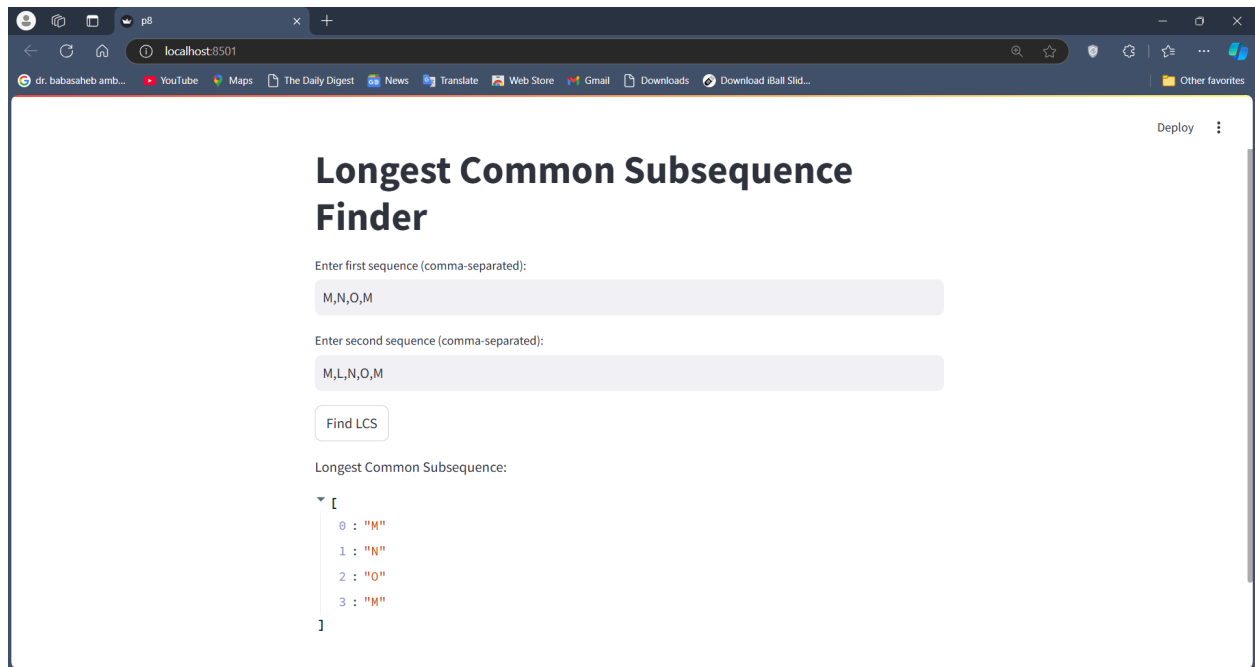 p8
localhost:8501
dr. babasaheb amb... YouTube Maps The Daily Digest News Translate Web Store Gmail Downloads Download iBall Slid... Other favorites
Deploy
Longest Common Subsequence
Finder
Enter first sequence (comma-separated):
M,N,O,M
Enter second sequence (comma-separated):
M,L,N,O,M
Find LCS
Longest Common Subsequence:
[
0 : "M"
1 : "N"
2 : "O"
3 : "M"
]